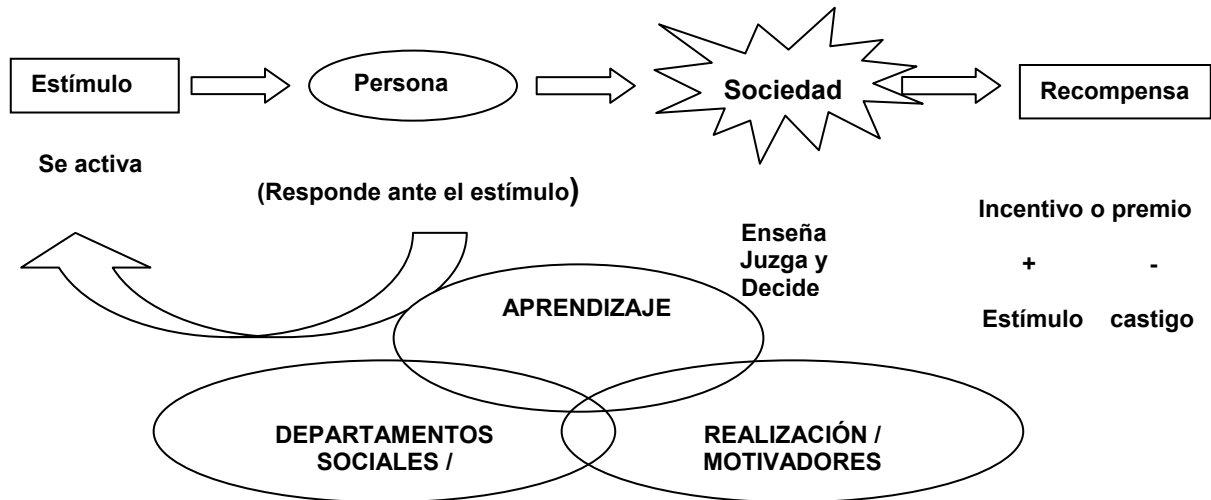 Estímulo
Persona
Sociedad
Recompensa
Se activa
(Responde ante el estímulo)
Enseña
Juzga y
Decide
Incentivo o premio
+ -
Estímulo castigo
APRENDIZAJE
DEPARTAMENTOS
SOCIALES /
REALIZACIÓN /
MOTIVADORES